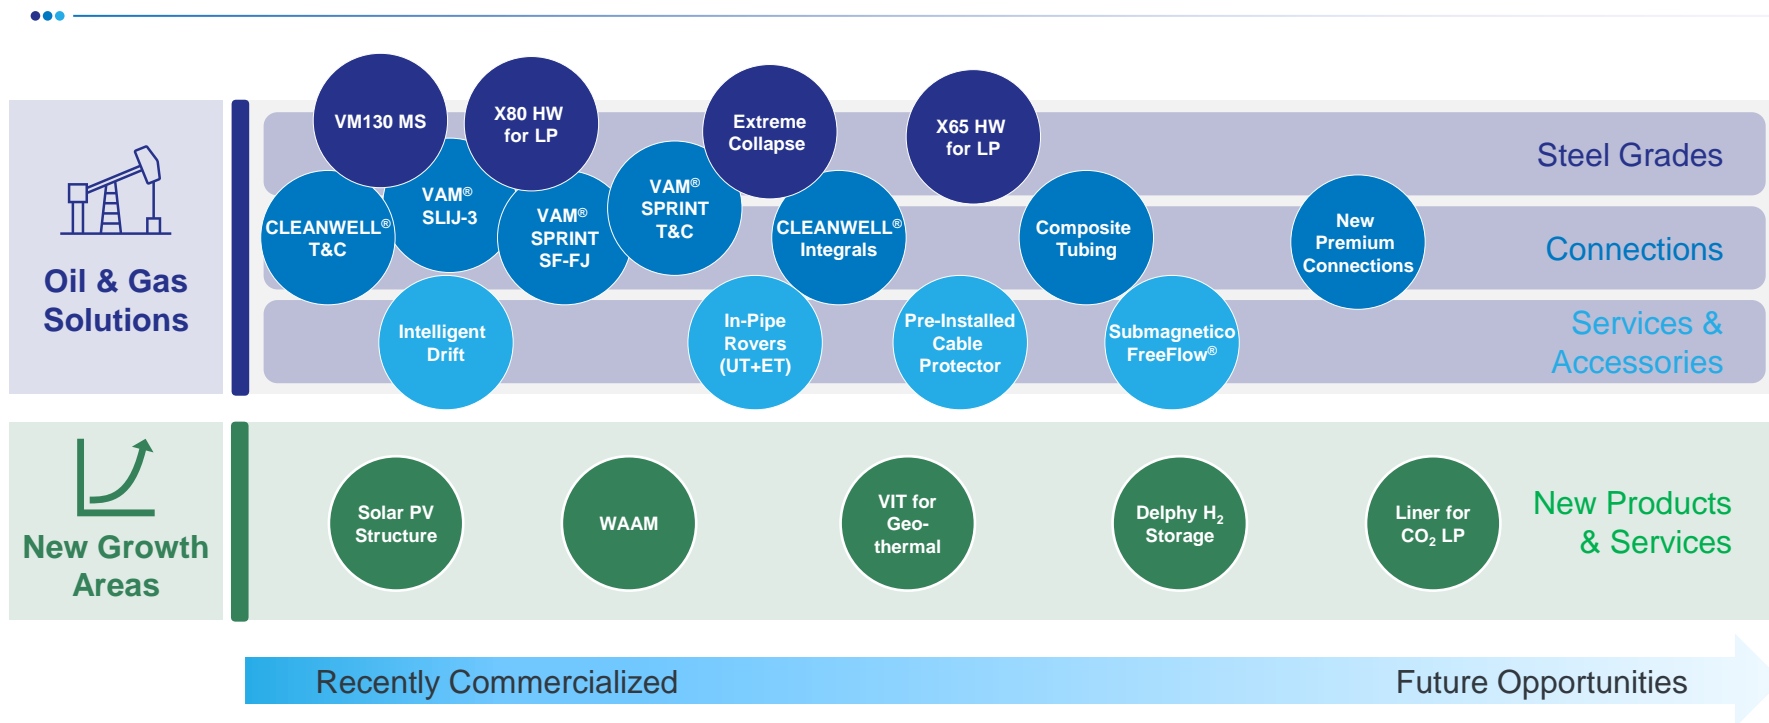 VM130 MS
X80 HW
for LP
Extreme
Collapse
X65 HW
for LP
Steel Grades
CLEANWELL®
T&C
VAM®
SLIJ-3
VAM®
SPRINT
SF-FJ
VAM®
SPRINT
T&C
CLEANWELL®
Integrals
Composite
Tubing
New
Premium
Connections
Connections
Oil & Gas
Solutions
Intelligent
Drift
In-Pipe
Rovers
(UT+ET)
Pre-Installed
Cable
Protector
Submagnetico
FreeFlow®
Services &
Accessories
New Growth
Areas
Solar PV
Structure
WAAM
VIT for
Geo-
thermal
Delphy H₂
Storage
Liner for
CO₂ LP
New Products
& Services
Recently Commercialized
Future Opportunities